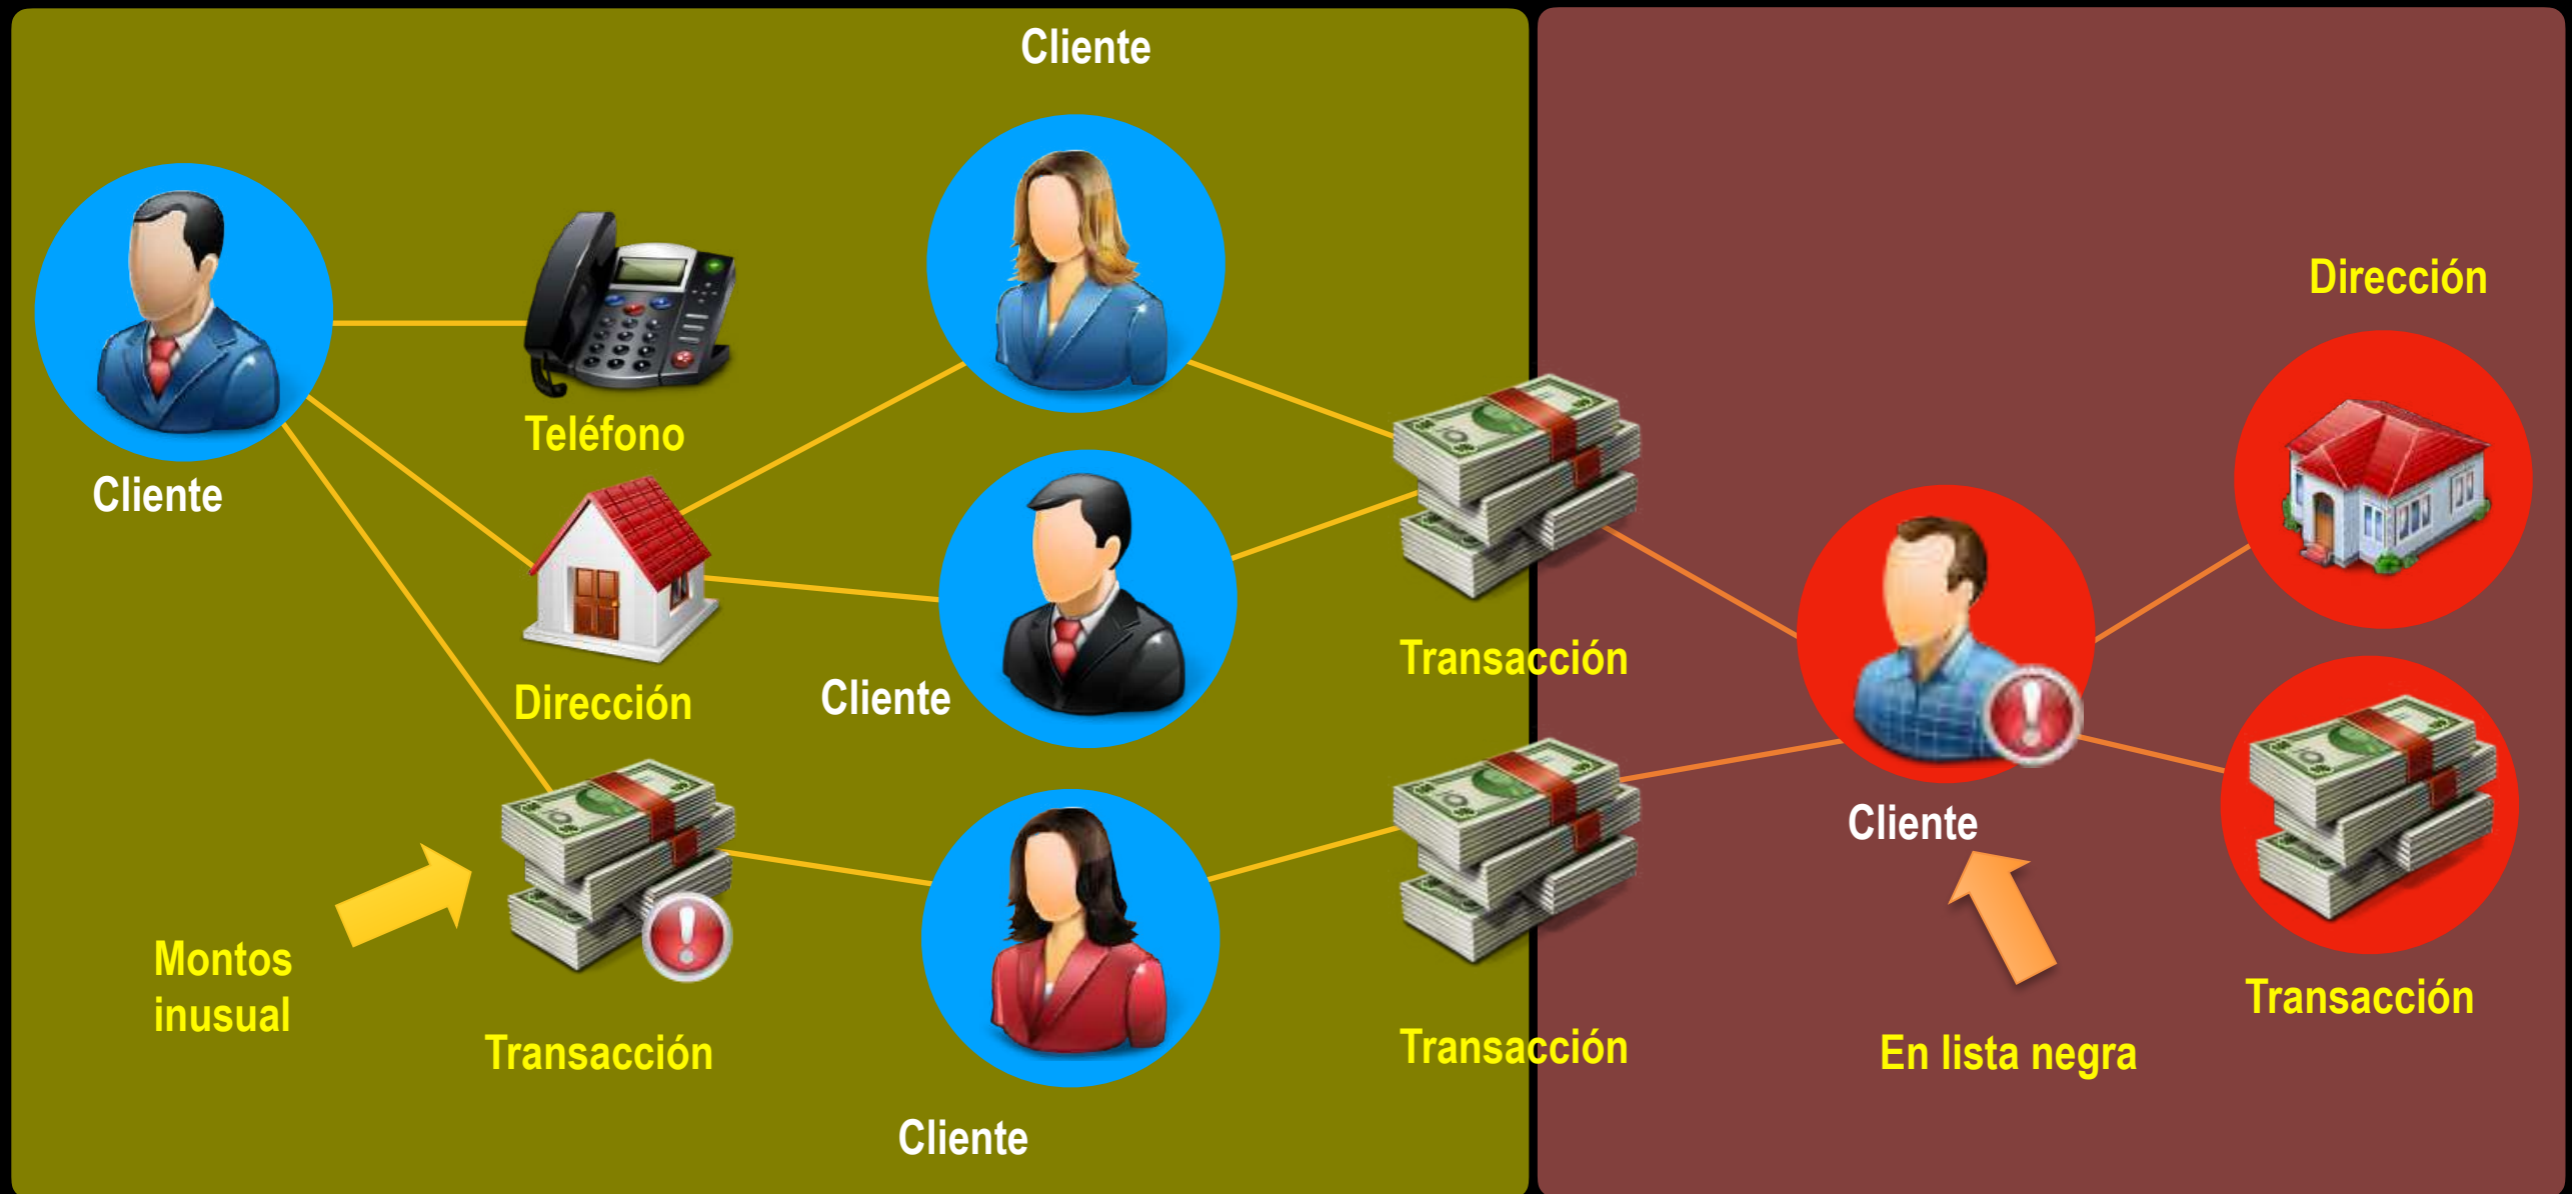 Cliente
Dirección
Teléfono
Cliente
Transacción
Dirección
Cliente
Cliente
Montos
inusual
Transacción
Transacción
En lista negra
Transacción
Cliente